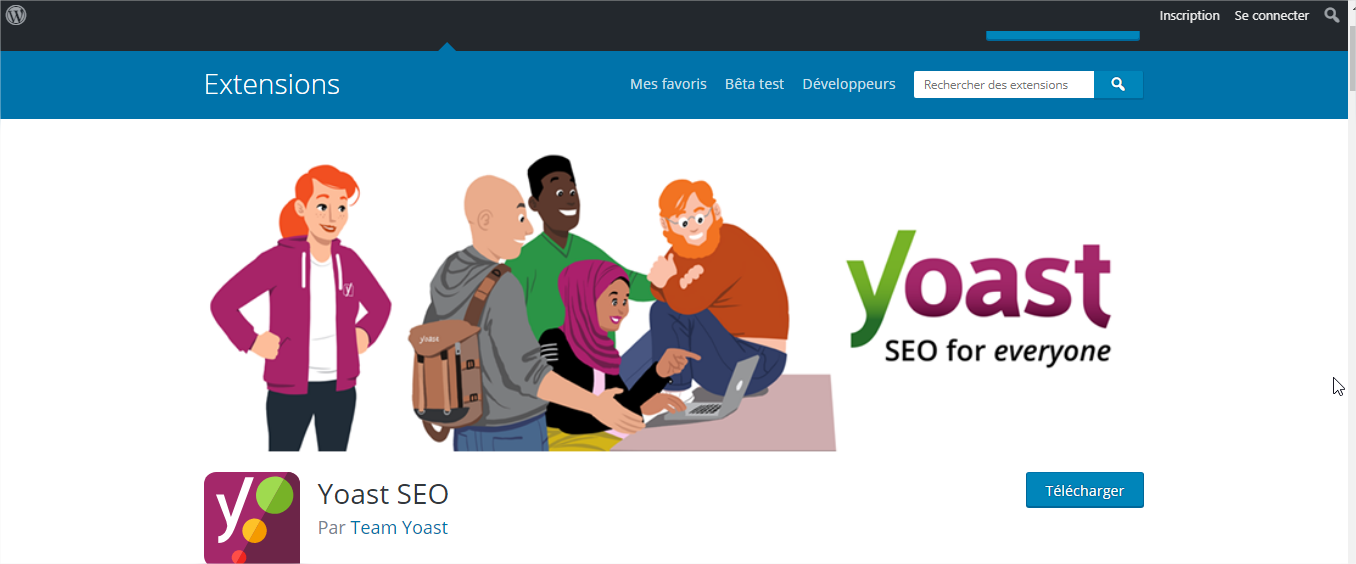 Inscription Se connecter
Extensions Mes favoris Bêta test Développeurs Rechercher des extensions
yoast
SEO for everyone
yoast
y
Yoast SEO
Télécharger
Par Team Yoast